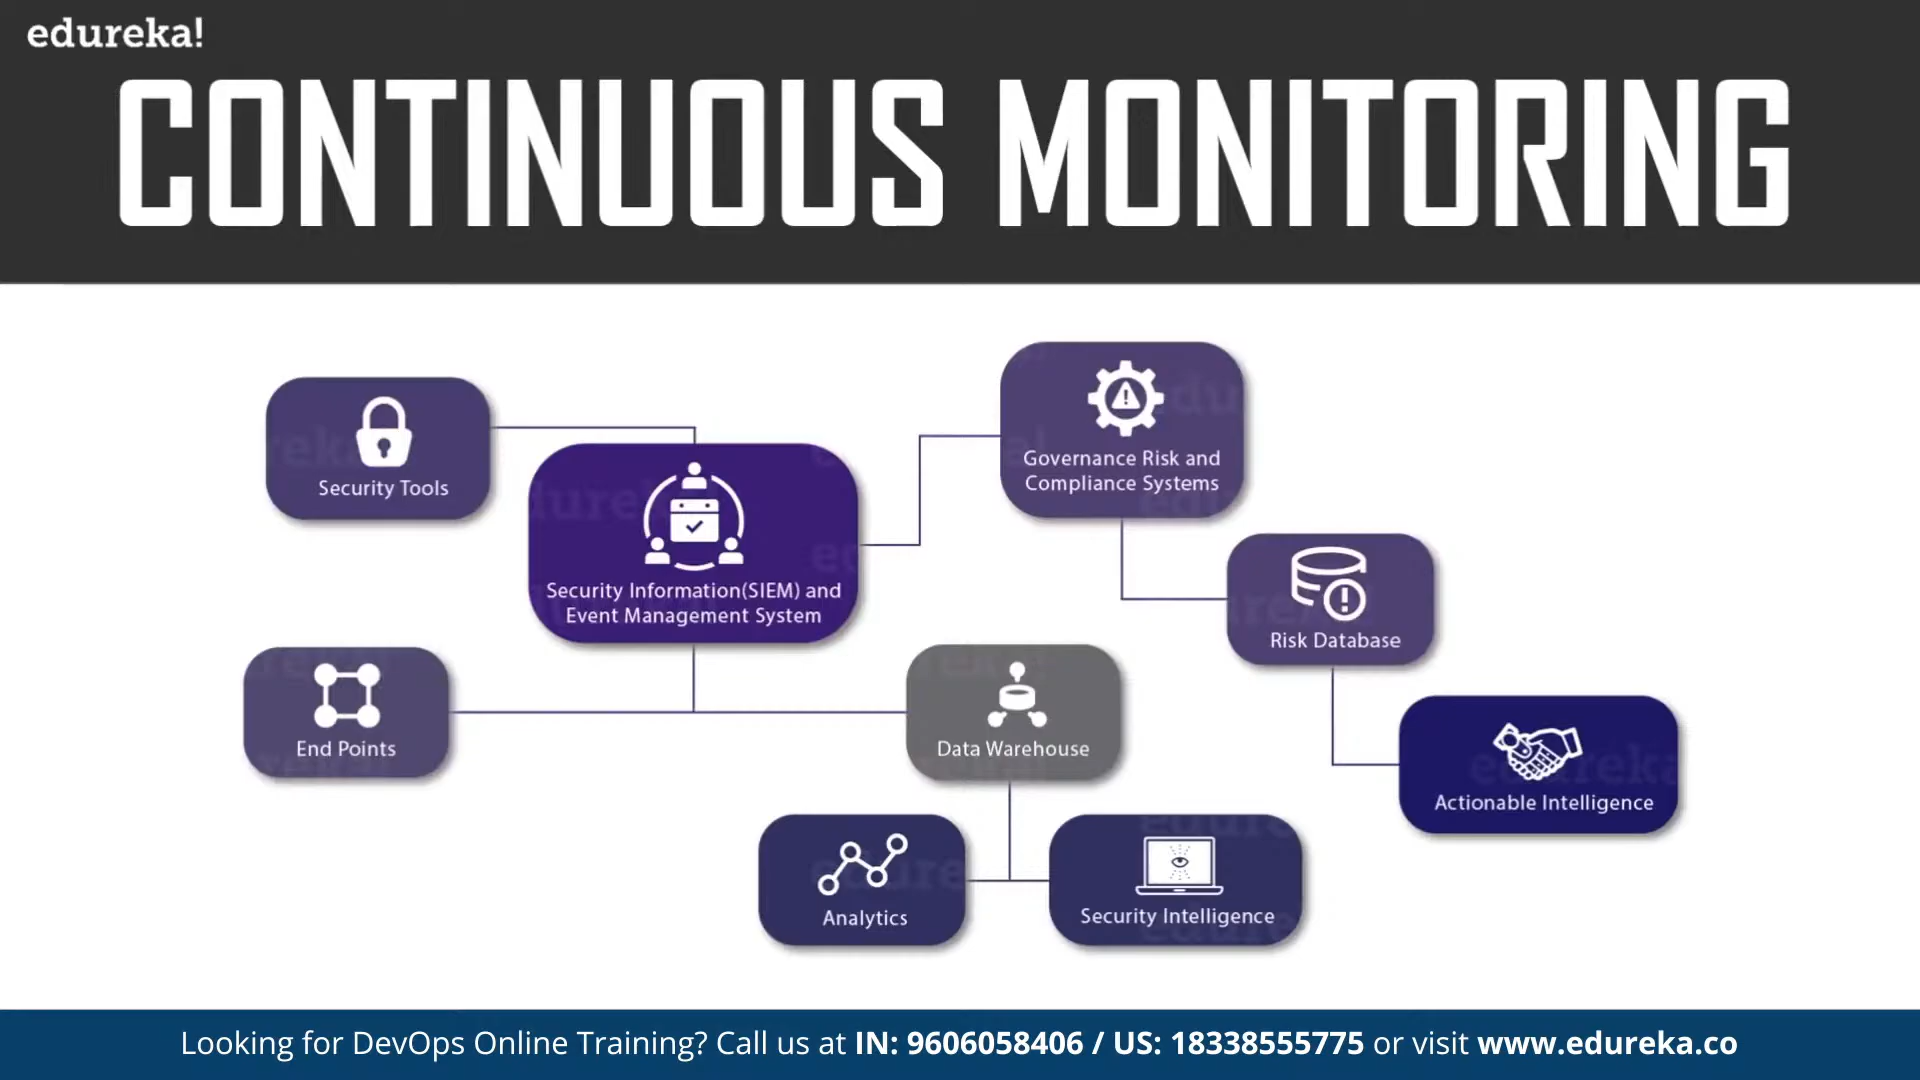 edureka!
CONTINUOUS MONITORING
Security Tools
Security Information(SIEM) and
Event Management System
Governance Risk and
Compliance Systems
Risk Database
End Points
Data Warehouse
Actionable Intelligence
Analytics
Security Intelligence
Looking for DevOps Online Training? Call us at IN: 9606058406 / US: 18338555775 or visit www.edureka.co